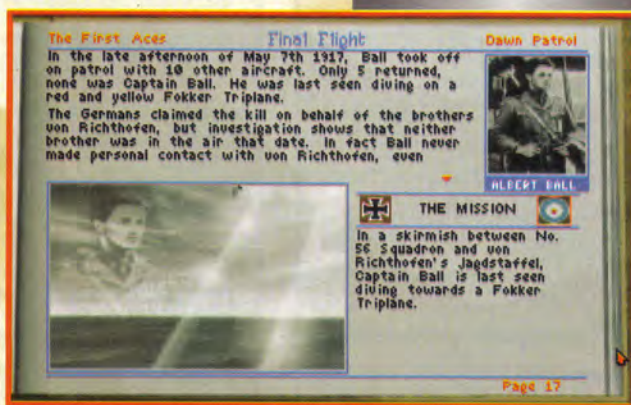 The First Aces
Final Flight
Dawn Patrol
In the late afternoon of May 7th 1917, Ball took off
on patrol with 10 other aircraft. Only 5 returned,
none was Captain Ball. He was last seen diving on a
red and yellow Fokker Triplane.
The Germans claimed the kill on behalf of the brothers
von Richthofen, but investigation shows that neither
brother was in the air that date. In fact Ball never
made personal contact with von Richthofen, even
ALBERT BALL
THE MISSION
In a skirmish between No.
56 Squadron and von
Richthofen's Jagdstaffel,
Captain Ball is last seen
diving towards a Fokker
Triplane.
Page 17